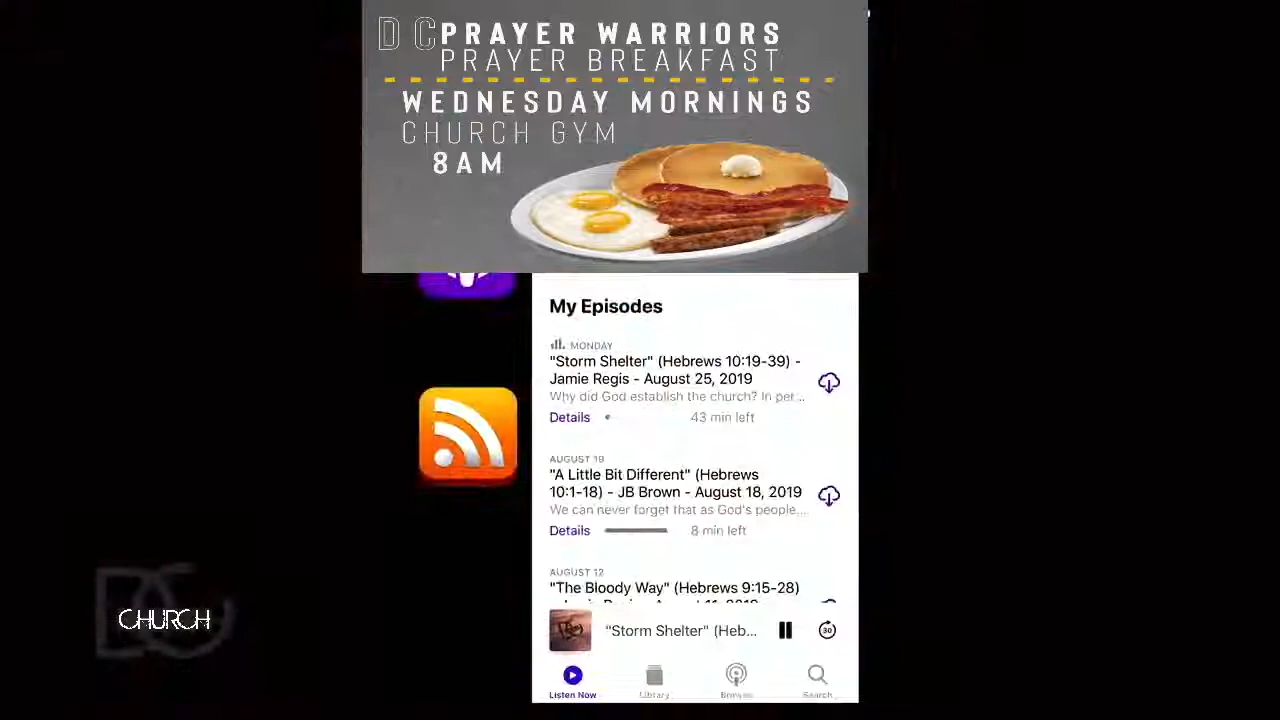 DC PRAYER WARRIORS
PRAYER BREAKFAST
WEDNESDAY MORNINGS
CHURCH GYM
8AM
My Episodes
MONDAY
"Storm Shelter" (Hebrews 10:19-39) -
Jamie Regis - August 25, 2019
Why did God establish the church? In per...
Details 43 min left
AUGUST 19
"A Little Bit Different" (Hebrews
10:1-18) - JB Brown - August 18, 2019
We can never forget that as God's people....
Details 8 min left
AUGUST 12
"The Bloody Way" (Hebrews 9:15-28)
"Storm Shelter" (Heb...
30
Listen Now Library Browse Search
DC
CHURCH